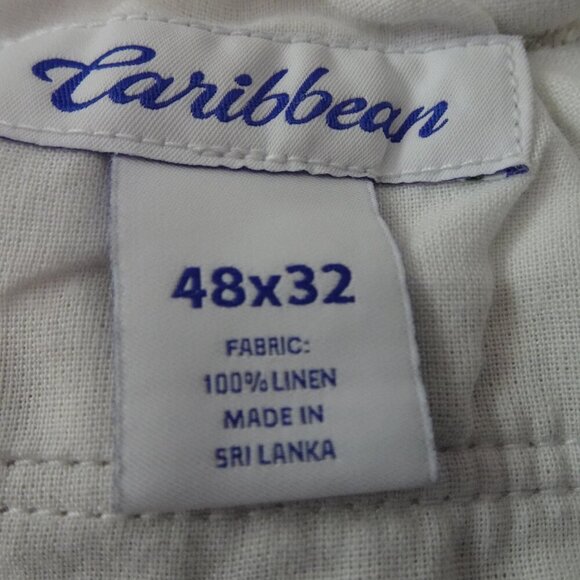 Caribbean
48x32
FABRIC:
100% LINEN
MADE IN
SRI LANKA